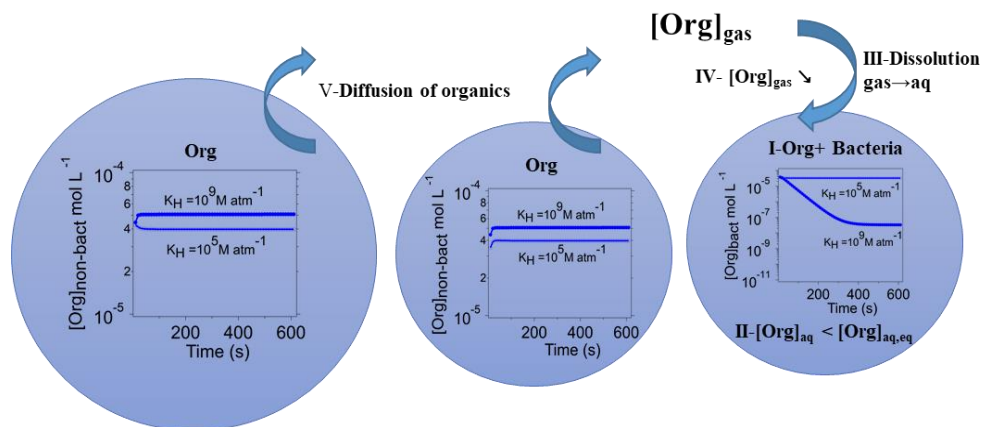 [Org]gas
III-Dissolution
gas→aq
IV- [Org]gas ↘
V-Diffusion of organics
Org
[Org]non-bact mol L-1
10-4
8
6
4
2
10-5
KH =109M atm-1
KH =105M atm-1
200 400 600
Time (s)
Org
[Org]non-bact mol L-1
10-4
8
6
4
2
10-5
KH =109M atm-1
KH =105M atm-1
200 400 600
Time (s)
I-Org+ Bacteria
[Org]bact mol L-1
10-5
10-7
10-9
10-11
KH =105M atm-1
KH =109M atm-1
200 400 600
Time (s)
II-[Org]aq < [Org]aq,eq